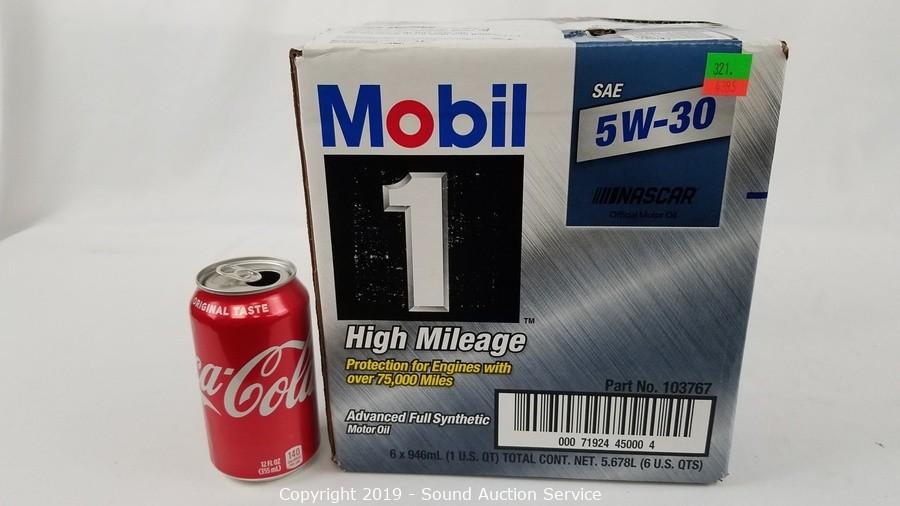 Mobil
1
TM
High Mileage
Protection for Engines with
over 75,000 Miles
Advanced Full Synthetic
Motor Oil
SAE
5W-30
NASCAR
Official Motor Oil
321.
Part No. 103767
000 71924 45000 4
6 x 946mL (1 U.S. QT) TOTAL CONT. NET. 5.678L (6 U.S. QTS)
ORIGINAL TASTE
ca-Cola
140
12 FL OZ
(355 mL)
Copyright 2019 - Sound Auction Service